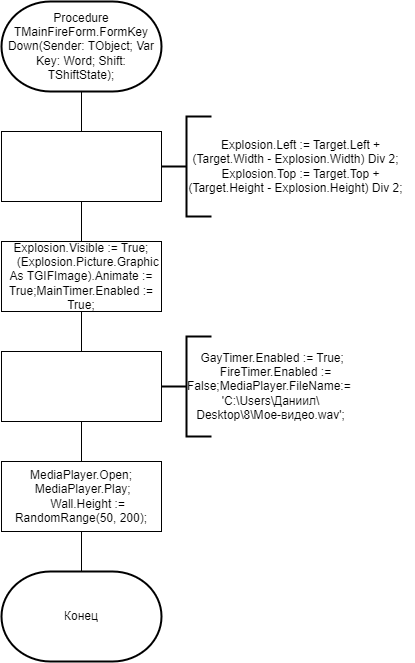 Procedure
TMainFireForm.FormKey
Down(Sender: TObject; Var
Key: Word; Shift:
TShiftState);
Explosion.Left := Target.Left +
(Target.Width - Explosion.Width) Div 2;
Explosion.Top := Target.Top +
(Target.Height - Explosion.Height) Div 2;
Explosion.Visible := True;
(Explosion.Picture.Graphic
As TGIFImage).Animate :=
True;MainTimer.Enabled :=
True;
GayTimer.Enabled := True;
FireTimer.Enabled :=
False;MediaPlayer.FileName:=
'C:\Users\Даниил\
Desktop\8\Мое-видео.wav';
MediaPlayer.Open;
MediaPlayer.Play;
Wall.Height :=
RandomRange(50, 200);
Конец